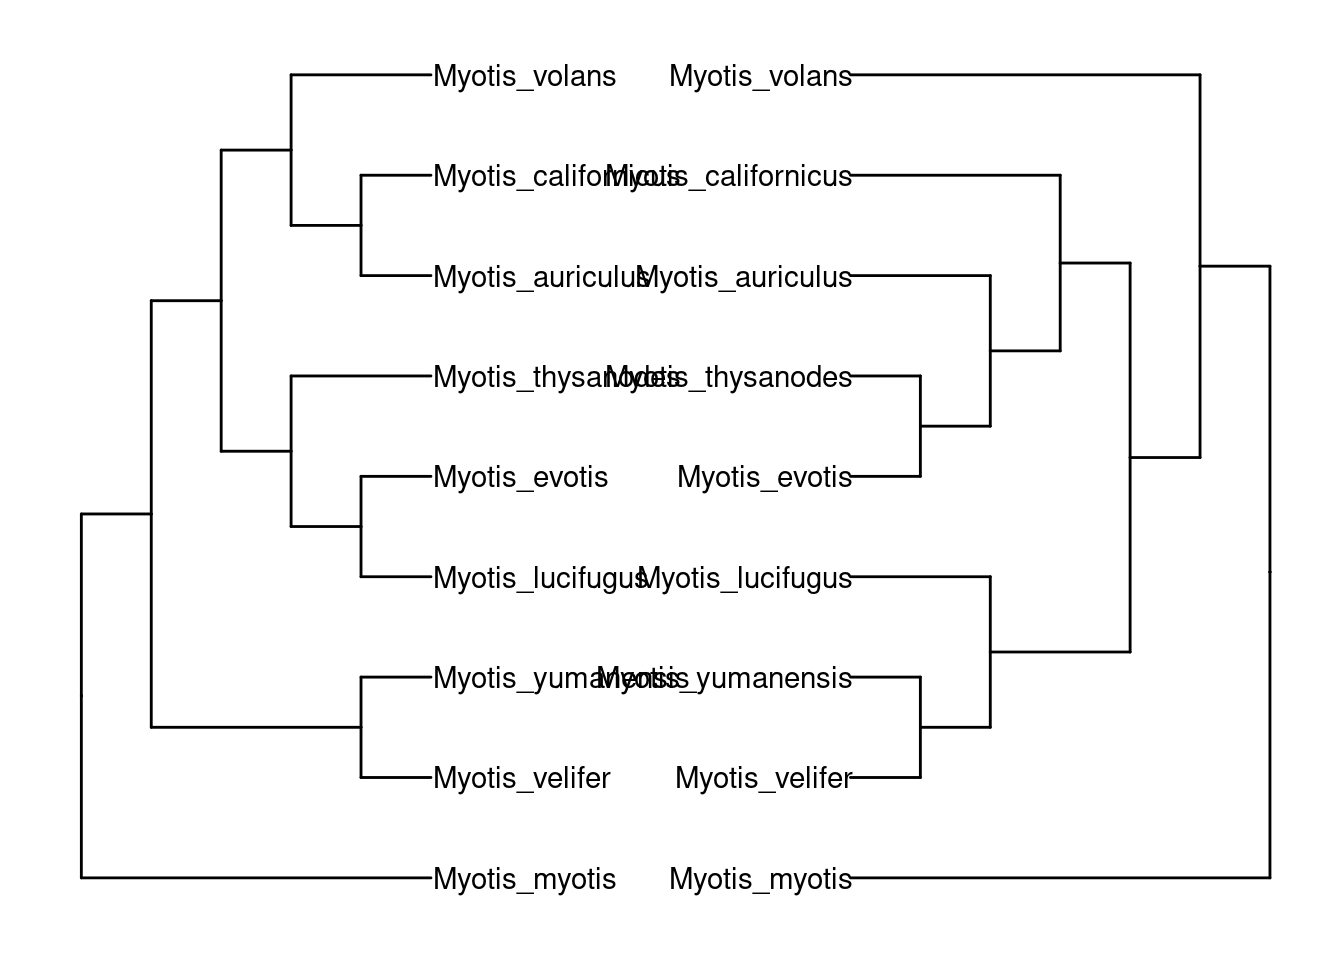 Myotis_volans Myotis_volans
Myotis_californicus Myotis_californicus
Myotis_auriculus Myotis_auriculus
Myotis_thysanodes Myotis_thysanodes
Myotis_evotis Myotis_evotis
Myotis_lucifugus Myotis_lucifugus
Myotis_yumanensis Myotis_yumanensis
Myotis_velifer Myotis_velifer
Myotis_myotis Myotis_myotis